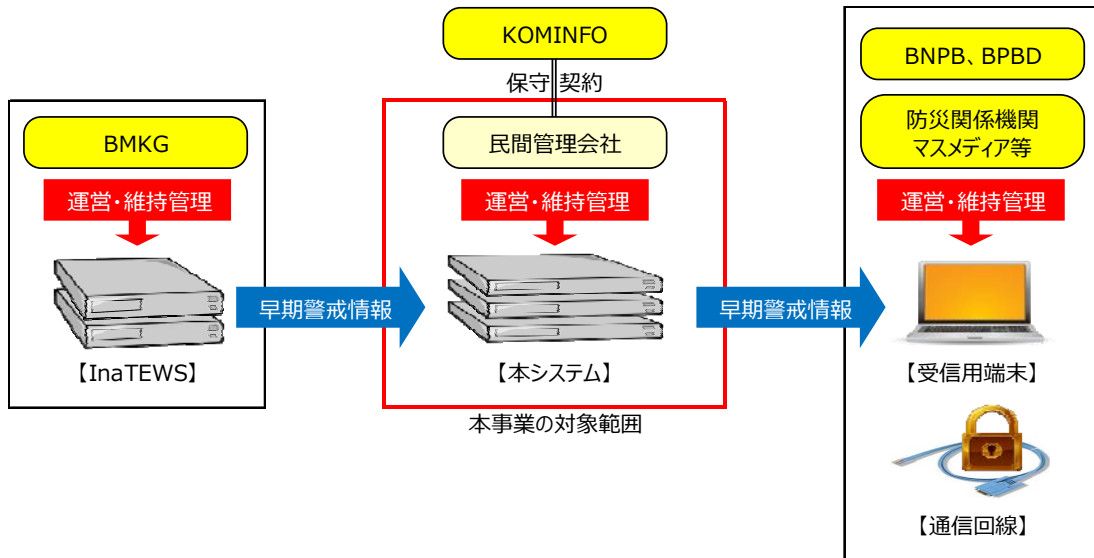 KOMINFO
保守 契約
BMKG
運営・維持管理
【InaTEWS】
早期警戒情報
民間管理会社
運営・維持管理
【本システム】
本事業の対象範囲
早期警戒情報
BNPB、BPBD
防災関係機関
マスメディア等
運営・維持管理
【受信用端末】
【通信回線】